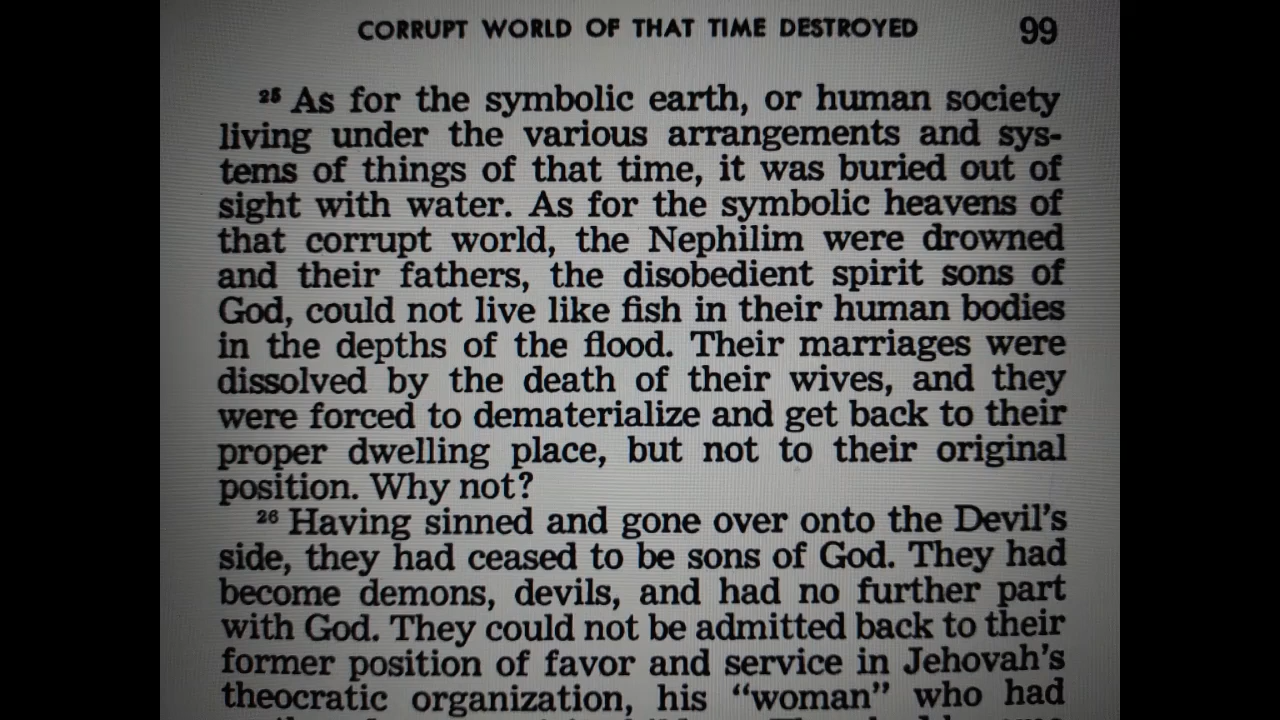 CORRUPT WORLD OF THAT TIME DESTROYED 99
25 As for the symbolic earth, or human society
living under the various arrangements and sys-
tems of things of that time, it was buried out of
sight with water. As for the symbolic heavens of
that corrupt world, the Nephilim were drowned
and their fathers, the disobedient spirit sons of
God, could not live like fish in their human bodies
in the depths of the flood. Their marriages were
dissolved by the death of their wives, and they
were forced to dematerialize and get back to their
proper dwelling place, but not to their original
position. Why not?
26 Having sinned and gone over onto the Devil's
side, they had ceased to be sons of God. They had
become demons, devils, and had no further part
with God. They could not be admitted back to their
former position of favor and service in Jehovah's
theocratic organization, his “woman” who had